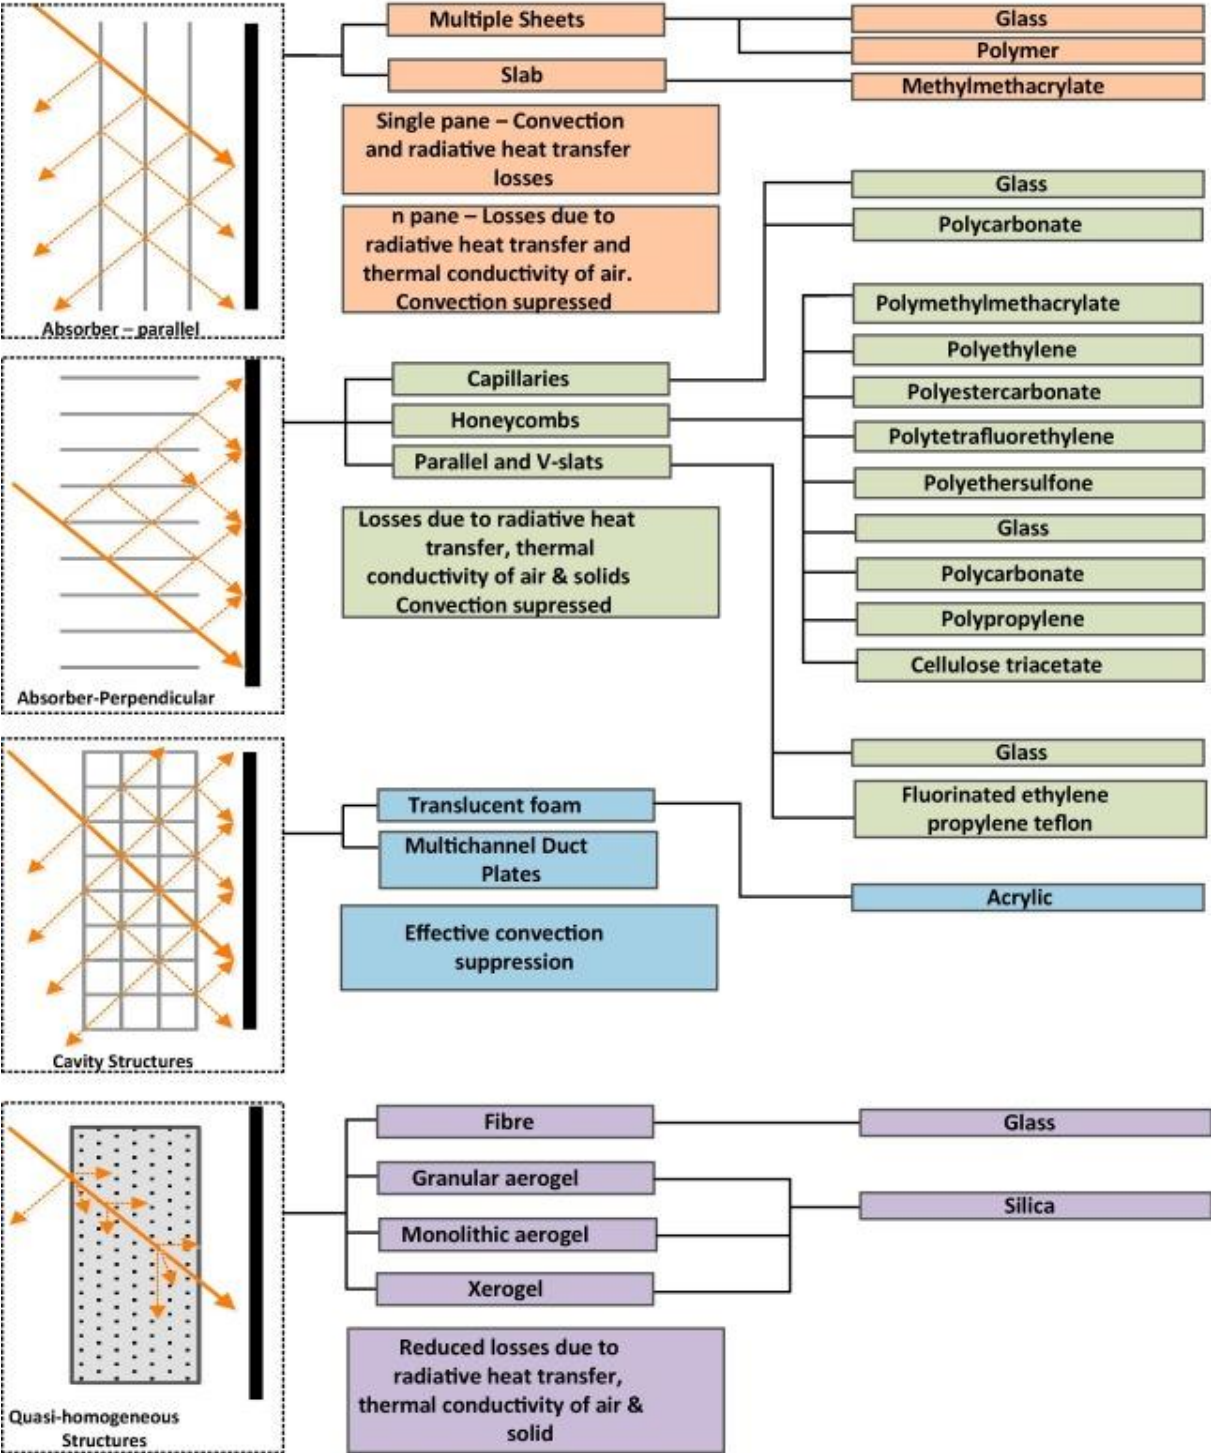 Multiple Sheets
Glass
Polymer
Slab
Methylmethacrylate
Single pane – Convection
and radiative heat transfer
losses
n pane – Losses due to
radiative heat transfer and
thermal conductivity of air.
Convection supressed
Absorber – parallel
Glass
Polycarbonate
Capillaries
Honeycombs
Parallel and V-slats
Polymethylmethacrylate
Polyethylene
Polyestercarbonate
Polytetrafluorethylene
Polyethersulfone
Glass
Polycarbonate
Polypropylene
Cellulose triacetate
Losses due to radiative heat
transfer, thermal
conductivity of air & solids
Convection supressed
Absorber-Perpendicular
Glass
Fluorinated ethylene
propylene teflon
Translucent foam
Multichannel Duct
Plates
Acrylic
Effective convection
suppression
Cavity Structures
Fibre
Glass
Granular aerogel
Monolithic aerogel
Xerogel
Silica
Reduced losses due to
radiative heat transfer,
thermal conductivity of air &
solid
Quasi-homogeneous
Structures